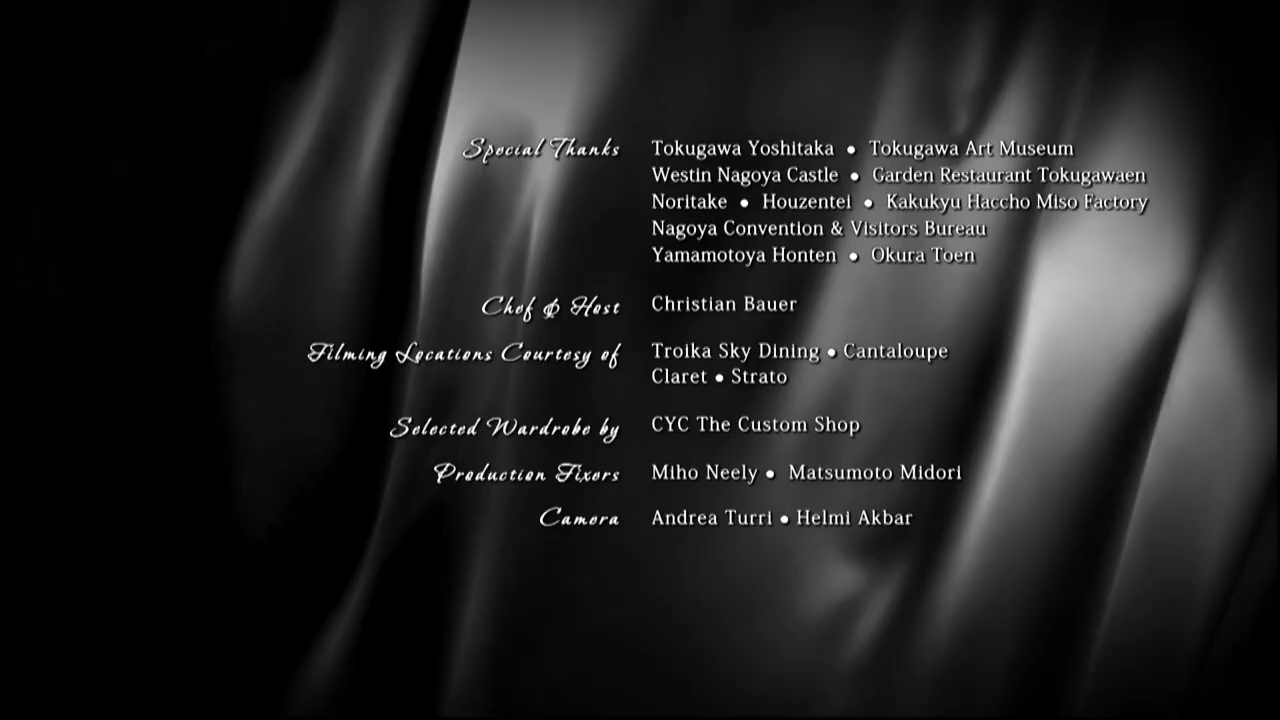 Special Thanks Tokugawa Yoshitaka ● Tokugawa Art Museum
Westin Nagoya Castle ● Garden Restaurant Tokugawaen
Noritake ● Houzentei ● Kakukyu Haccho Miso Factory
Nagoya Convention & Visitors Bureau
Yamamotoya Honten ● Okura Toen
Chef & Host Christian Bauer
Filming Locations Courtesy of Troika Sky Dining ● Cantaloupe
Claret ● Strato
Selected Wardrobe by CYC The Custom Shop
Production Fixers Miho Neely ● Matsumoto Midori
Camera Andrea Turri ● Helmi Akbar